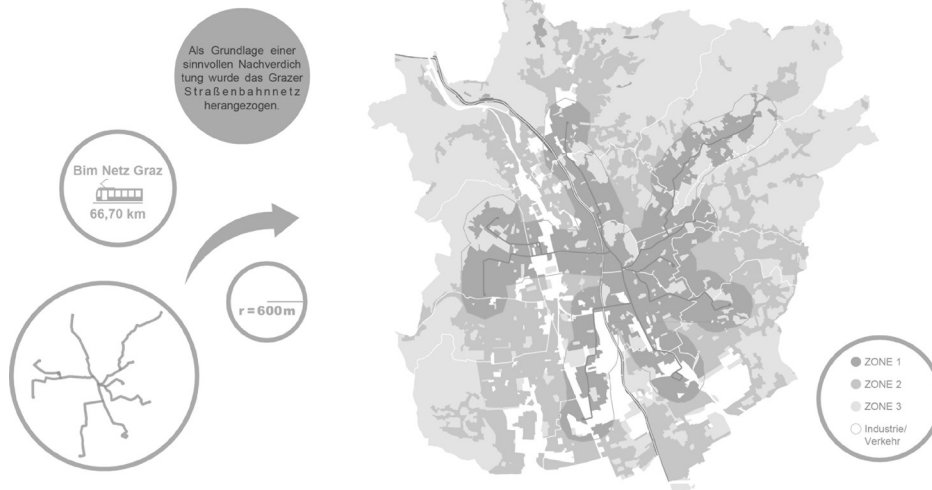 Als Grundlage einer
sinnvollen Nachverdich
tung wurde das Grazer
Straßenbahnnetz
herangezogen.
Bim Netz Graz
66,70 km
r = 600 m
ZONE 1
ZONE 2
ZONE 3
Industrie/
Verkehr